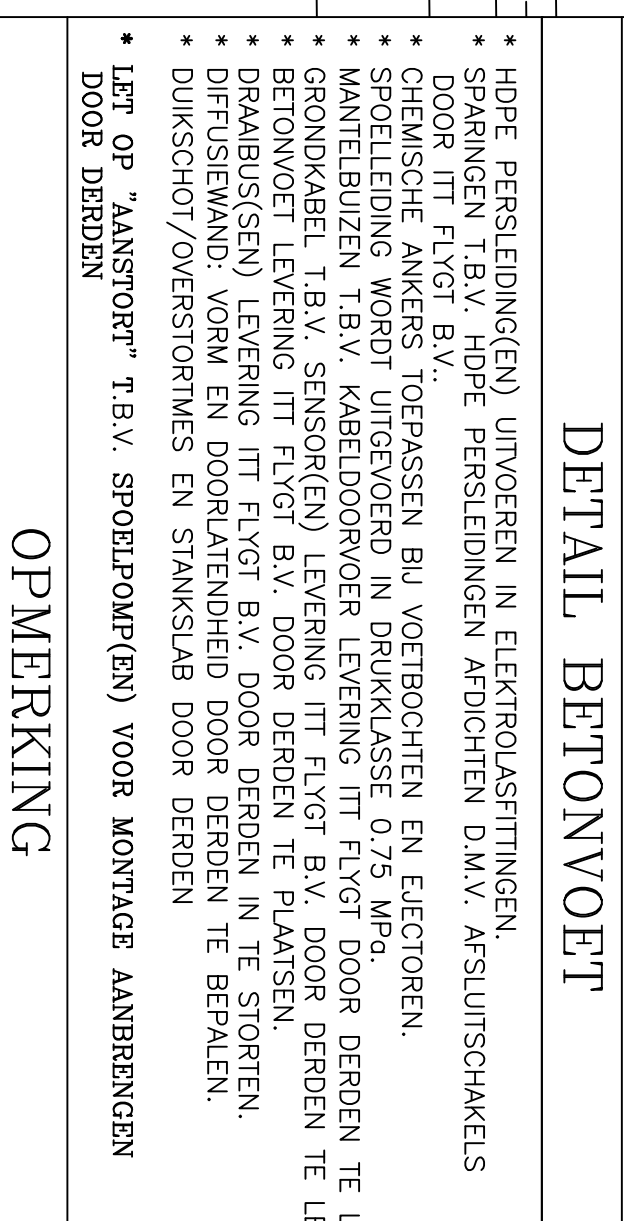 DETAIL BETONVOET
* HDPE PERSLEIDING(EN) UITVOEREN IN ELEKTROLASFITTINGEN.
* SPARINGEN T.B.V. HDPE PERSLEIDINGEN AFDICHTEN D.M.V. AFSLUITSCHAKELS
DOOR ITT FLYGT B.V..
* CHEMISCHE ANKERS TOEPASSEN BIJ VOETBOCHTEN EN EJECTOREN.
* SPOELLEIDING WORDT UITGEVOERD IN DRUKKLASSE 0.75 MPa.
* MANTELBUIZEN T.B.V. KABELDOORVOER LEVERING ITT FLYGT DOOR DERDEN TE
* GRONDKABEL T.B.V. SENSOR(EN) LEVERING ITT FLYGT B.V. DOOR DERDEN TE
* BETONVOET LEVERING ITT FLYGT B.V. DOOR DERDEN TE PLAATSEN.
* DRAAIBUS(SEN) LEVERING ITT FLYGT B.V. DOOR DERDEN IN TE STORTEN.
* DIFFUSIEWAND: VORM EN DOORLATENDHEID DOOR DERDEN TE BEPALEN.
* DUIKSCHOT/OVERSTORTMES EN STANKSLAB DOOR DERDEN
* LET OP "AANSTORT" T.B.V. SPOELPOMP(EN) VOOR MONTAGE AANBRENGEN
DOOR DERDEN
OPMERKING